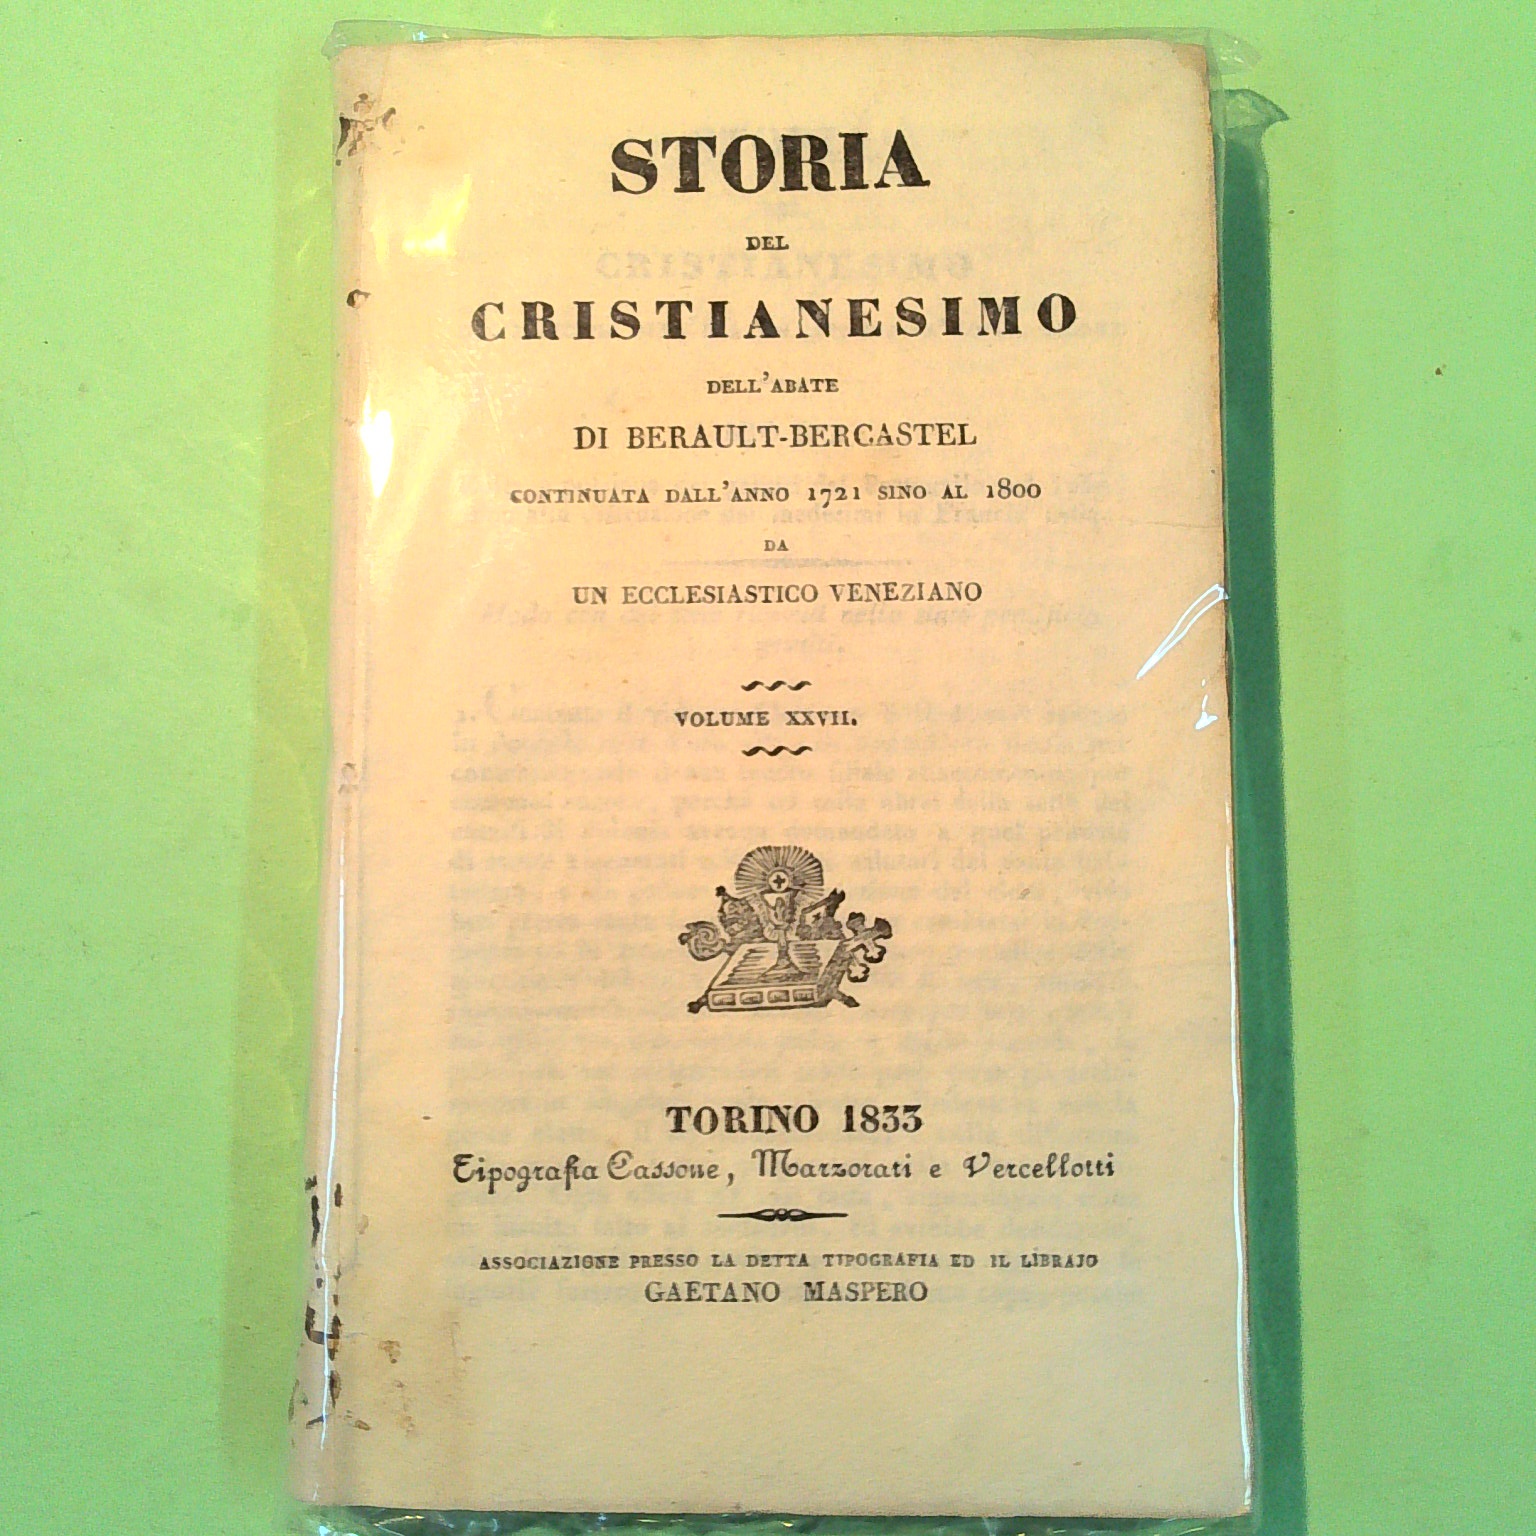 STORIA
DEL
CRISTIANESIMO
DELL'ABATE
DI BERAULT-BERCASTEL
CONTINUATA DALL'ANNO 1721 SINO AL 1800
DA
UN ECCLESIASTICO VENEZIANO
VOLUME XXVII.
TORINO 1833
Tipografia Cassone, Marzorati e Vercellotti
ASSOCIAZIONE PRESSO LA DETTA TIPOGRAFIA ED IL LIBRAJO
GAETANO MASPERO